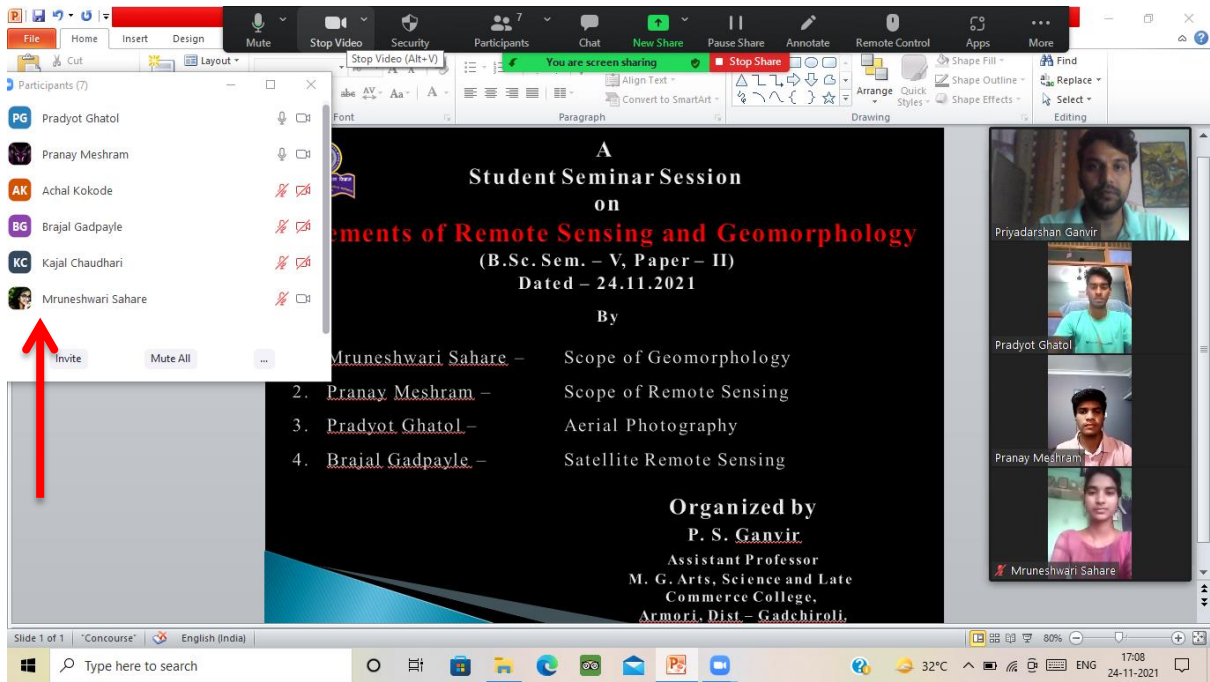 File Home Insert Design
Mute Stop Video Security Participants 7 Chat New Share Pause Share Annotate Remote Control Apps More
Stop Video (Alt+V)
You are screen sharing Stop Share
Cut
Layout
Align Text
Convert to SmartArt
Arrange Quick Styles
Shape Fill
Shape Outline
Shape Effects
Find
Replace
Select
Font Paragraph Drawing Editing
Participants (7)
PG Pradyot Ghatol
Pranay Meshram
AK Achal Kokode
BG Brajal Gadpayle
KC Kajal Chaudhari
Mruneshwari Sahare
Invite Mute All ...
A
Student Seminar Session
on
ements of Remote Sensing and Geomorphology
(B.Sc. Sem. – V, Paper – II)
Dated – 24.11.2021
By
Mruneshwari Sahare – Scope of Geomorphology
2. Pranay Meshram – Scope of Remote Sensing
3. Pradyot Ghatol – Aerial Photography
4. Brajal Gadpayle – Satellite Remote Sensing
Organized by
P. S. Ganvir
Assistant Professor
M. G. Arts, Science and Late
Commerce College,
Armori, Dist – Gadchiroli.
Priyadarshan Ganvir
Pradyot Ghatol
Pranay Meshram
Mruneshwari Sahare
Slide 1 of 1 "Concourse" English (India) 80%
Type here to search 32°C ENG 17:08
24-11-2021